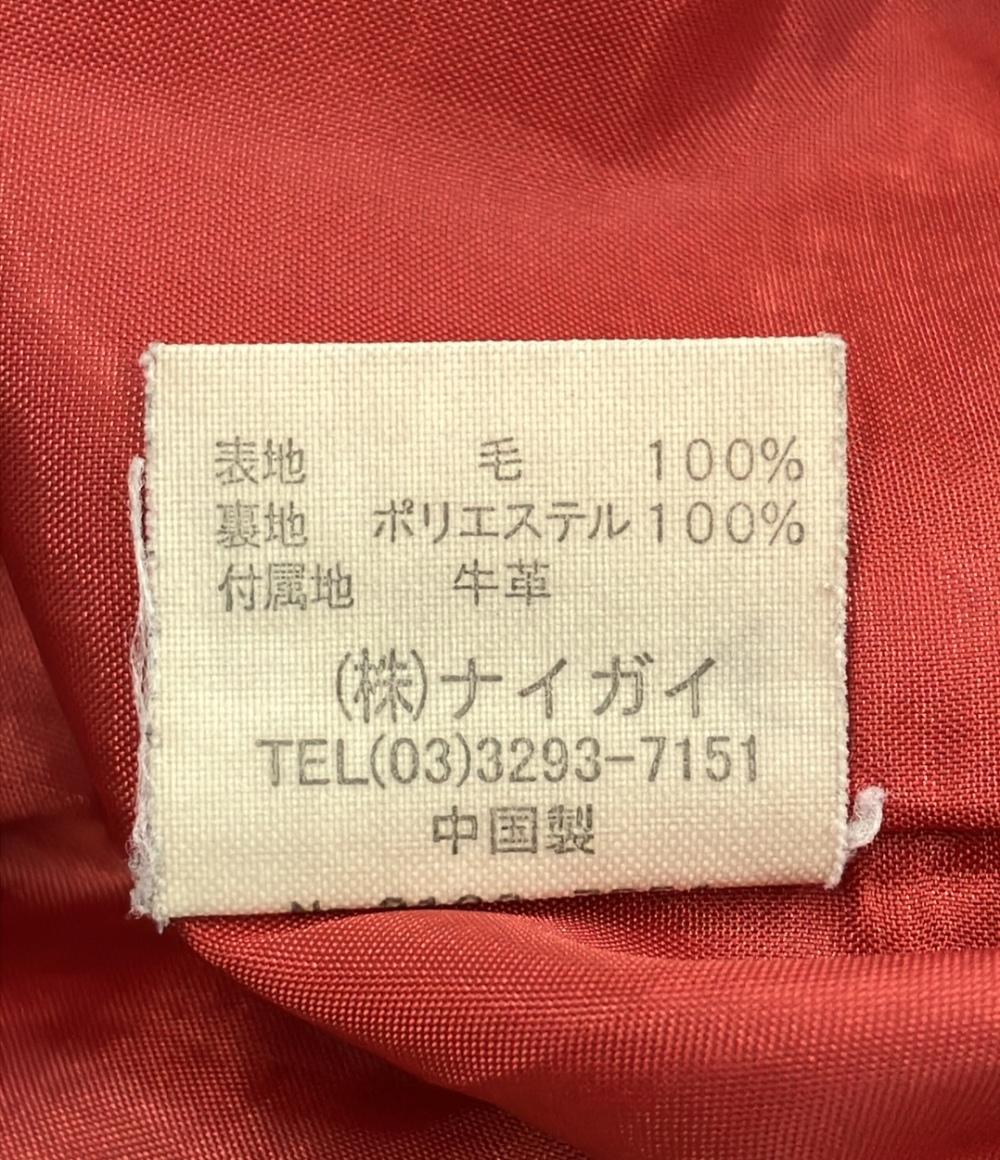 表地 毛 100%
裏地 ポリエステル 100%
付属地 牛革
(株)ナイガイ
TEL(03)3293-7151
中国製